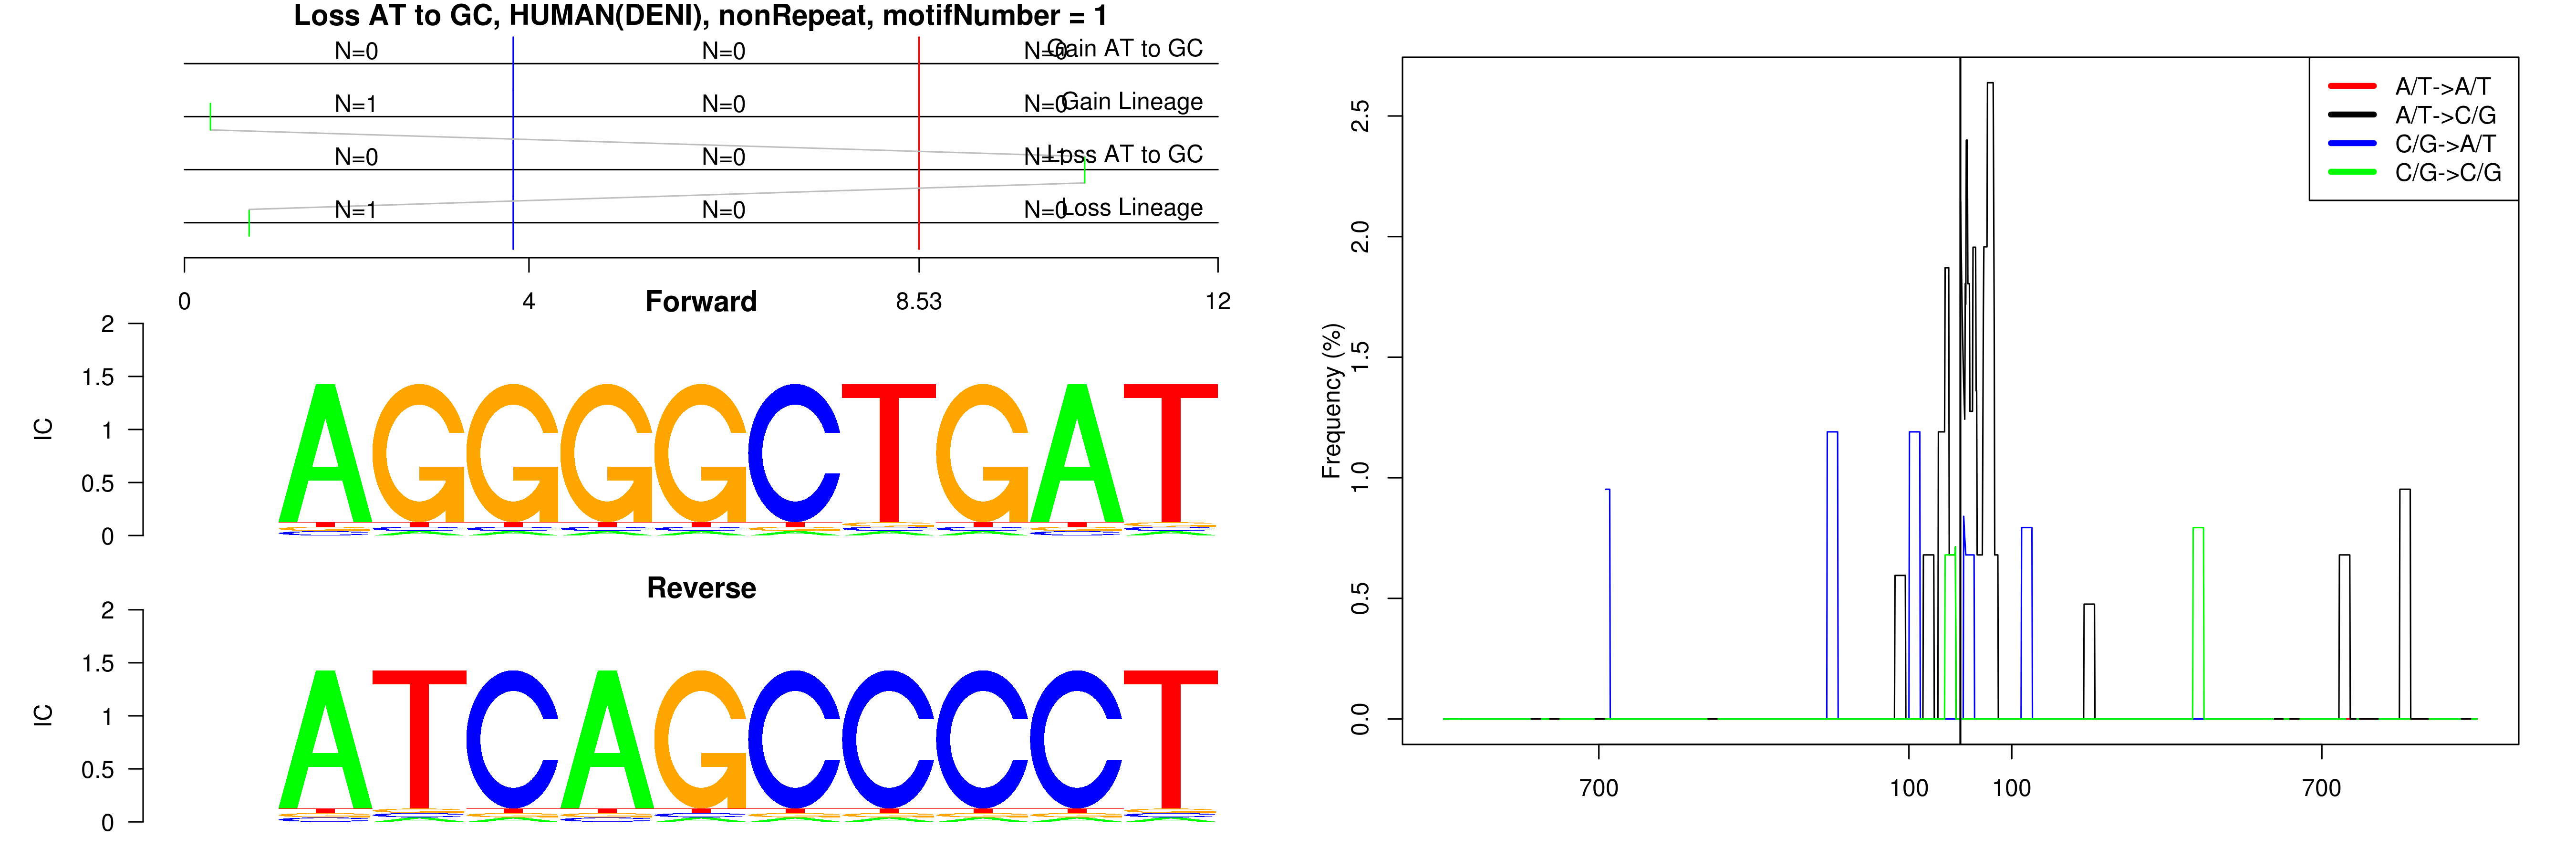 Loss AT to GC, HUMAN(DENI), nonRepeat, motifNumber = 1
N=0 N=0 N=0 Gain AT to GC
N=1 N=0 N=0 Gain Lineage
N=0 N=0 N=1 Loss AT to GC
N=1 N=0 N=0 Loss Lineage
0 4 8.53 12
Forward
IC
2
1.5
1
0.5
0
AGGGGCTGAT
Reverse
IC
2
1.5
1
0.5
0
ATCAGCCCCT
Frequency (%)
2.5
2.0
1.5
1.0
0.5
0.0
700 100 100 700
A/T->A/T
A/T->C/G
C/G->A/T
C/G->C/G